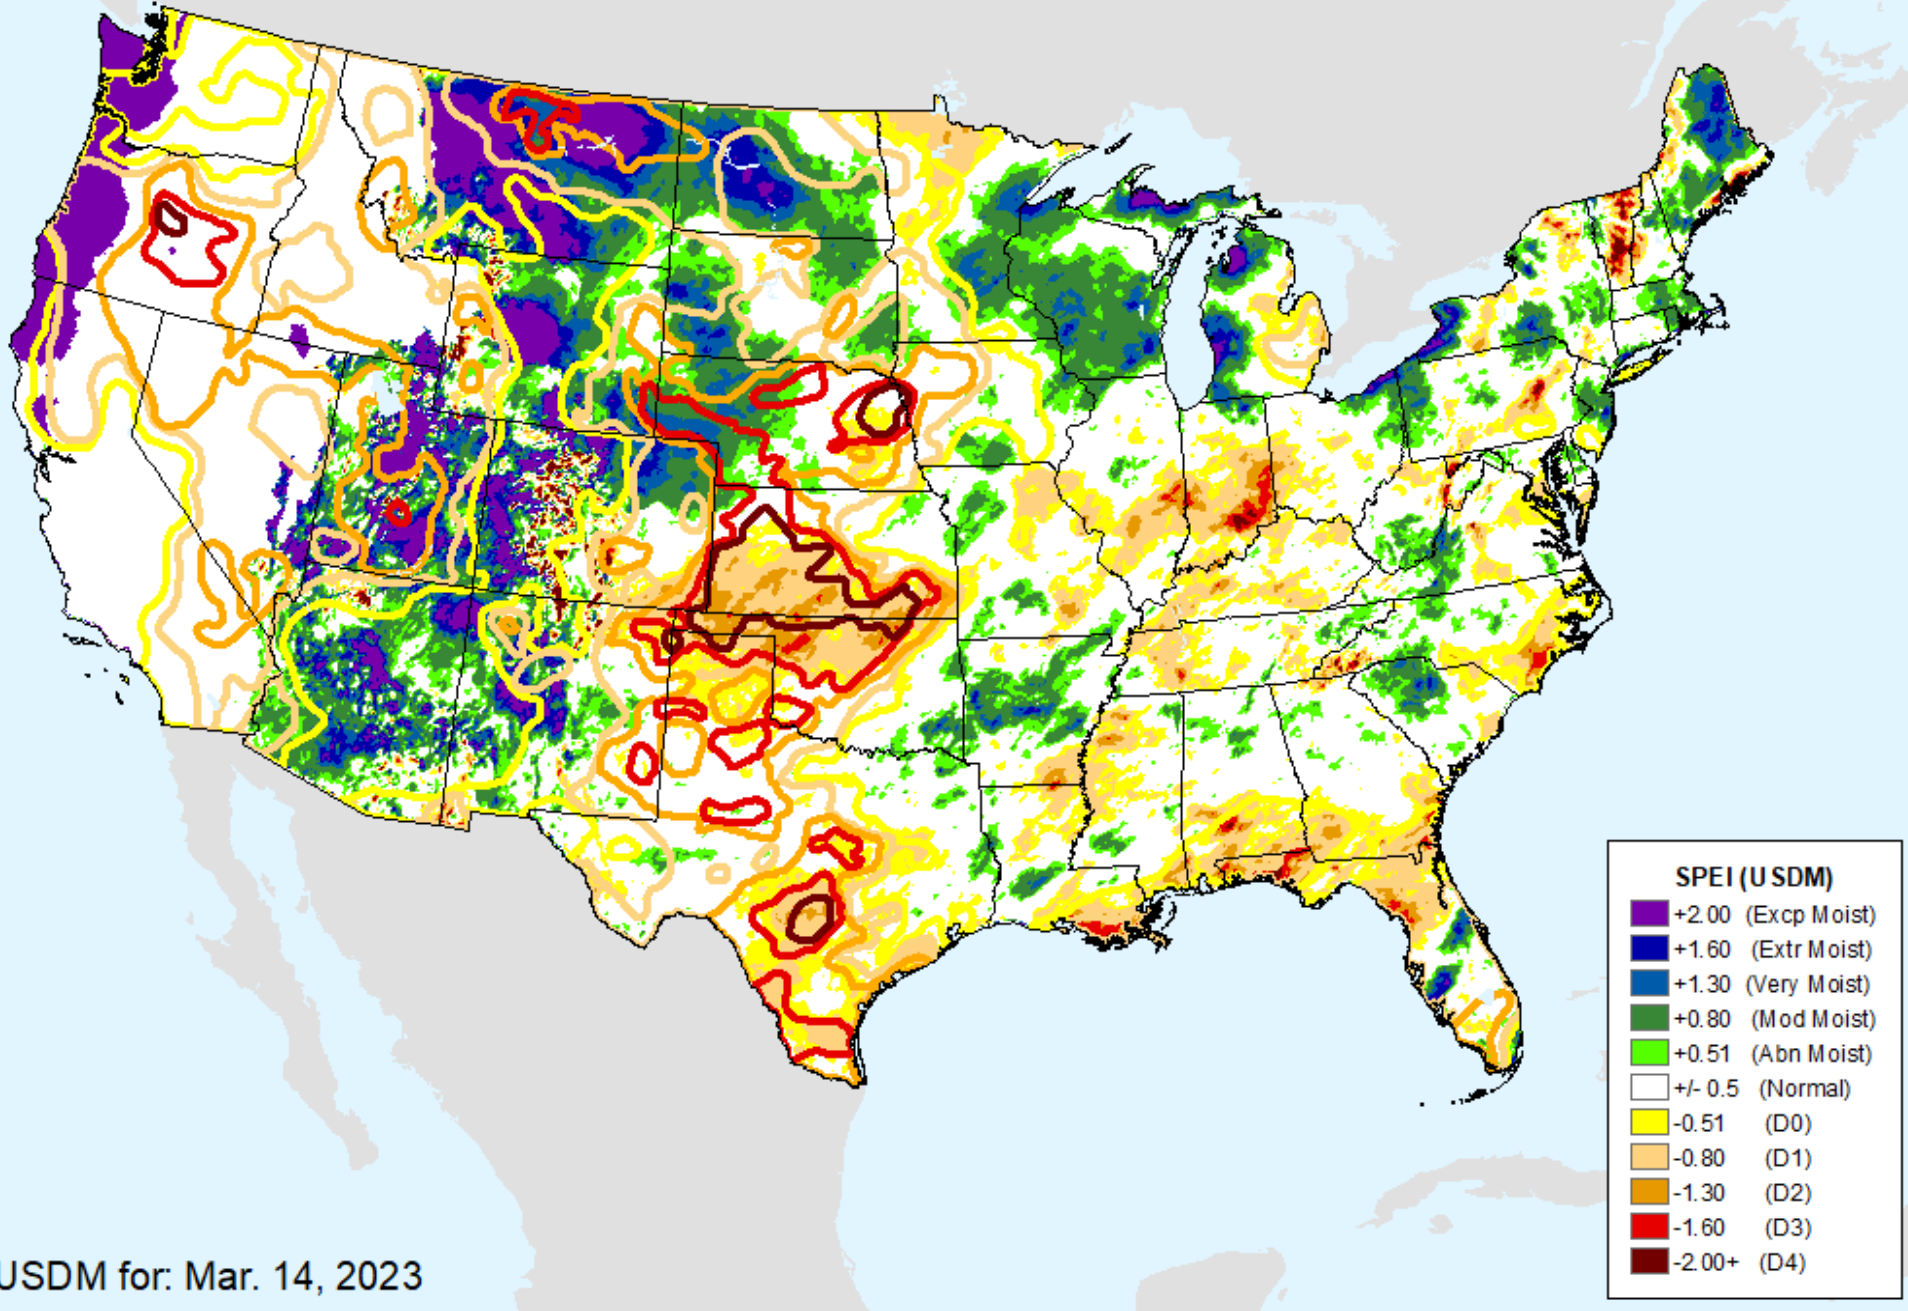 SPEI (USDM)
+2.00 (Excp Moist)
+1.60 (Extr Moist)
+1.30 (Very Moist)
+0.80 (Mod Moist)
+0.51 (Abn Moist)
+/- 0.5 (Normal)
-0.51 (D0)
-0.80 (D1)
-1.30 (D2)
-1.60 (D3)
-2.00+ (D4)
USDM for: Mar. 14, 2023